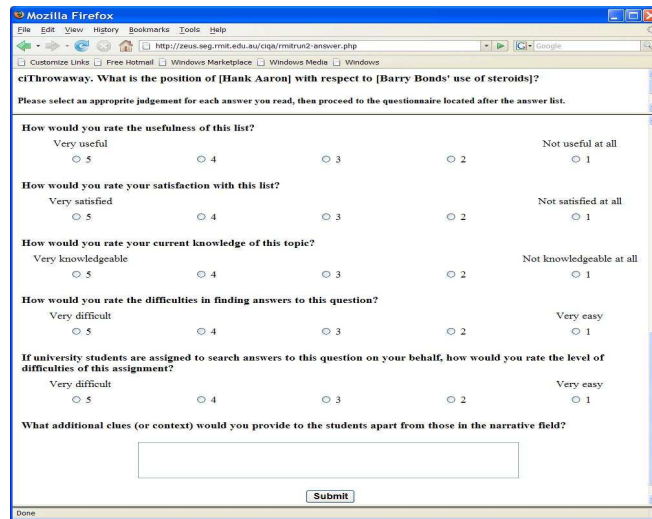 Mozilla Firefox
File Edit View History Bookmarks Tools Help
http://zeus.seg.rmit.edu.au/ciqa/rmitrun2-answer.php
Google
Customize Links Free Hotmail Windows Marketplace Windows Media Windows
ciThrowaway. What is the position of [Hank Aaron] with respect to [Barry Bonds' use of steroids]?
Please select an approprite judgement for each answer you read, then proceed to the questionnaire located after the answer list.
How would you rate the usefulness of this list?
Very useful Not useful at all
5 4 3 2 1
How would you rate your satisfaction with this list?
Very satisfied Not satisfied at all
5 4 3 2 1
How would you rate your current knowledge of this topic?
Very knowledgeable Not knowledgeable at all
5 4 3 2 1
How would you rate the difficulties in finding answers to this question?
Very difficult Very easy
5 4 3 2 1
If university students are assigned to search answers to this question on your behalf, how would you rate the level of
difficulties of this assignment?
Very difficult Very easy
5 4 3 2 1
What additional clues (or context) would you provide to the students apart from those in the narrative field?
Submit
Done